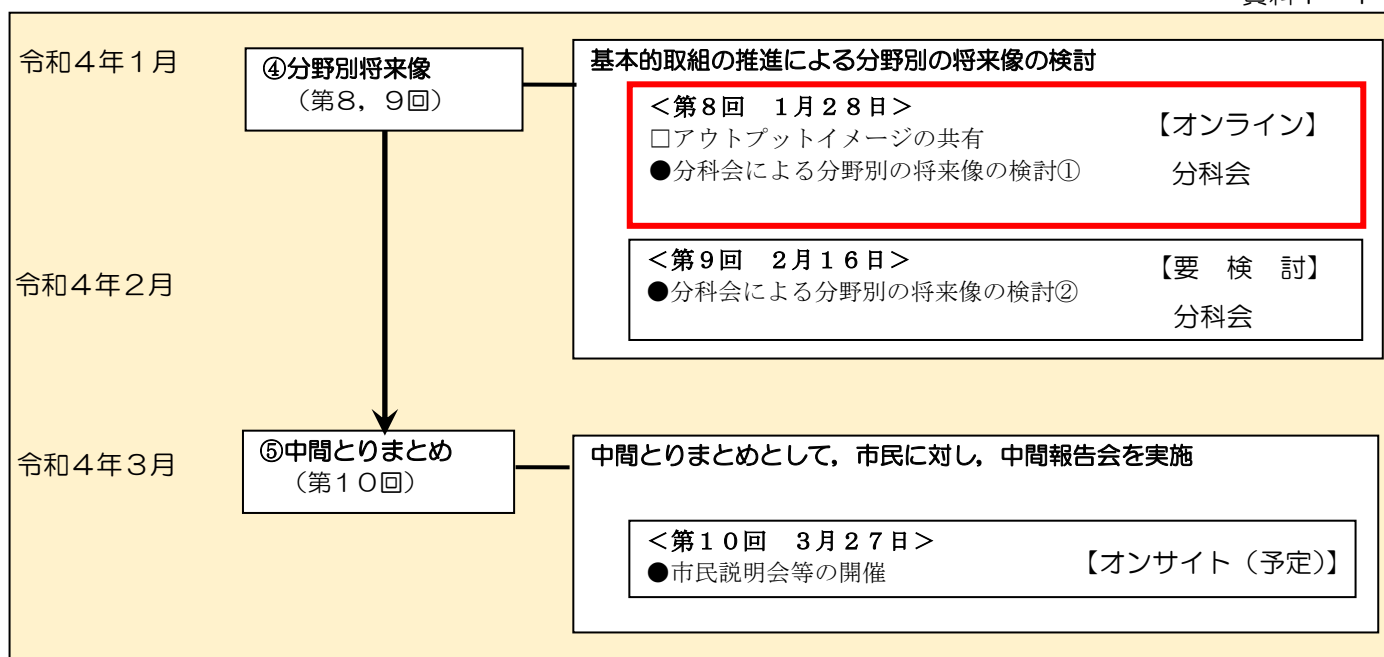 令和４年１月
④分野別将来像
（第８，９回）
基本的取組の推進による分野別の将来像の検討
＜第８回　１月２８日＞
□アウトプットイメージの共有
●分科会による分野別の将来像の検討①
【オンライン】
分科会
令和４年２月
＜第９回　２月１６日＞
●分科会による分野別の将来像の検討②
【要　検　討】
分科会
令和４年３月
⑤中間とりまとめ
（第１０回）
中間とりまとめとして，市民に対し，中間報告会を実施
＜第１０回　３月２７日＞
●市民説明会等の開催
【オンサイト（予定）】